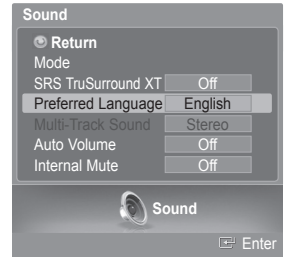 Sound
Return
Mode
SRS TruSurround XT Off
Preferred Language English
Multi-Track Sound Stereo
Auto Volume Off
Internal Mute Off
Sound
Enter